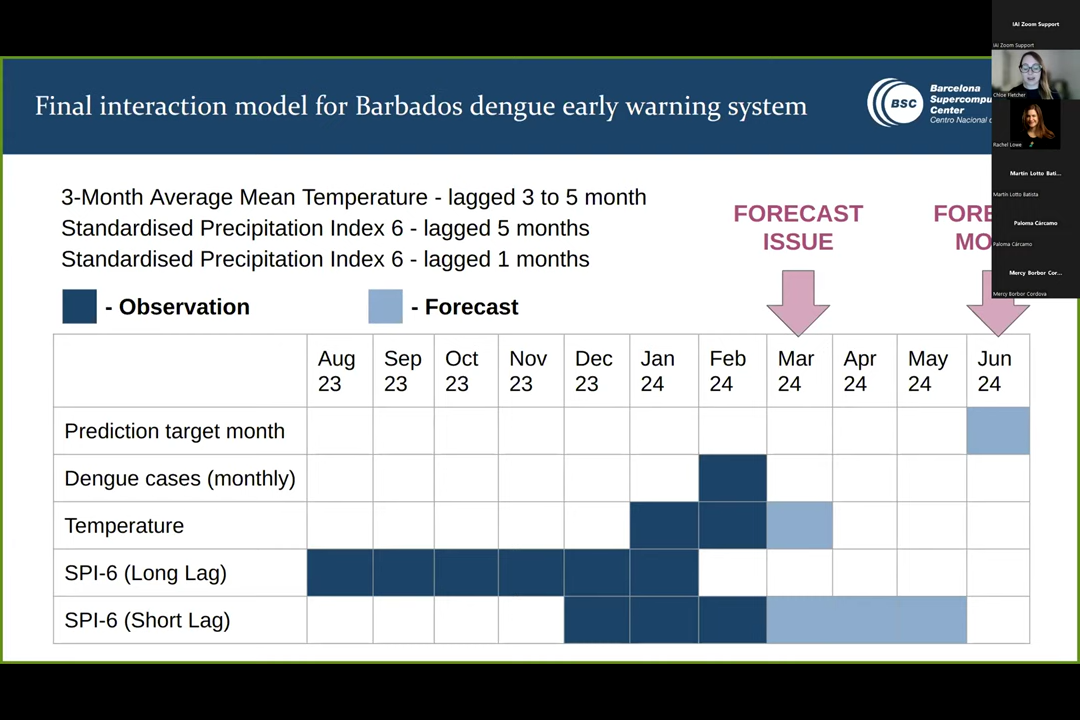 IAI Zoom Support
IAI Zoom Support
Final interaction model for Barbados dengue early warning system
BSC
Barcelona
Supercompu
Center
Centro Nacional d
Chloe Fletcher
Rachel Lowe
Martin Lotto Bati...
Martin Lotto Batista
Paloma Cárcamo
Paloma Cárcamo
Mercy Borbor Cor...
Mercy Borbor Cordova
3-Month Average Mean Temperature - lagged 3 to 5 month
Standardised Precipitation Index 6 - lagged 5 months
Standardised Precipitation Index 6 - lagged 1 months
FORECAST
ISSUE
FORE
MO
- Observation
- Forecast
Aug 23 Sep 23 Oct 23 Nov 23 Dec 23 Jan 24 Feb 24 Mar 24 Apr 24 May 24 Jun 24
Prediction target month
Dengue cases (monthly)
Temperature
SPI-6 (Long Lag)
SPI-6 (Short Lag)